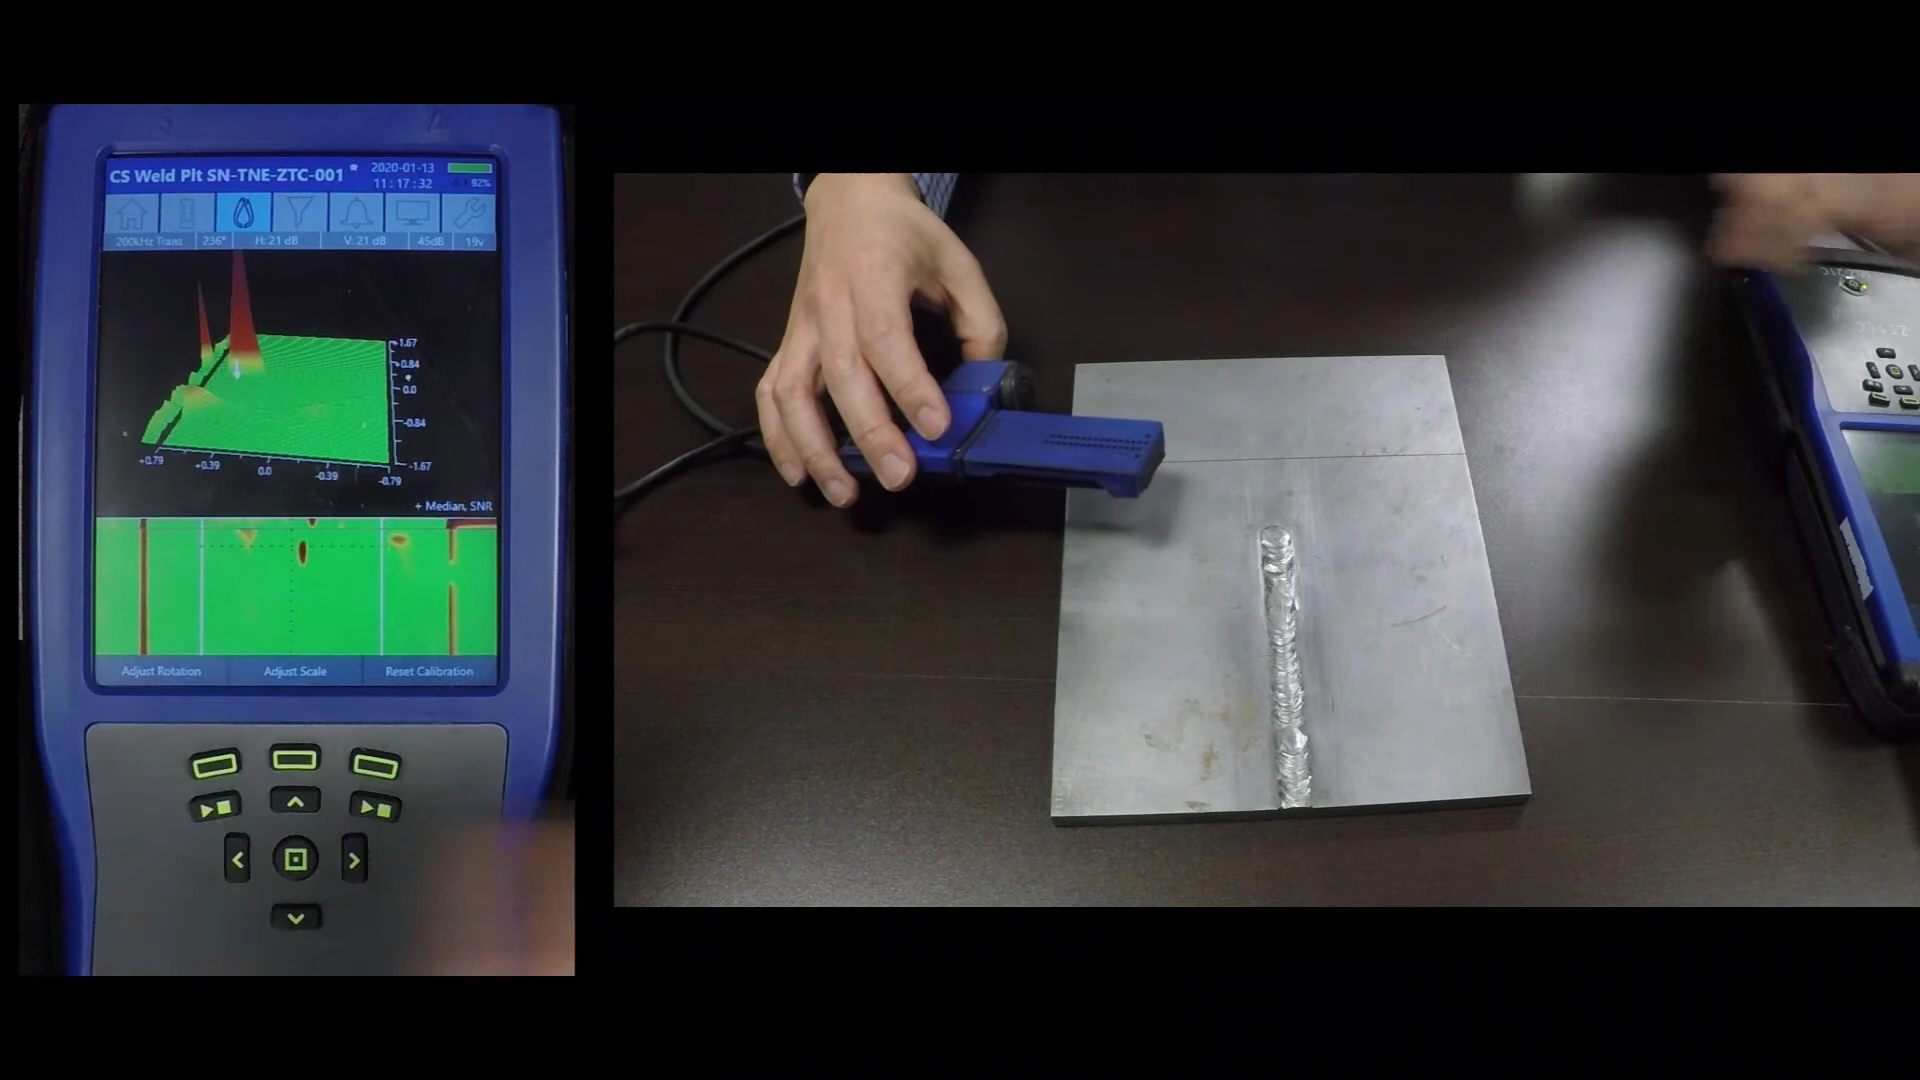 CS Weld Plt SN-TNE-ZTC-001 *
2020-01-13
11:17:32
92%
200kHz Trans 236° H: 21 dB V: 21 dB 45dB 19v
+1.67
+0.84
0.0
-0.84
-1.67
+0.79 +0.39 0.0 -0.39 -0.79
+ Median, SNR
Adjust Rotation Adjust Scale Reset Calibration